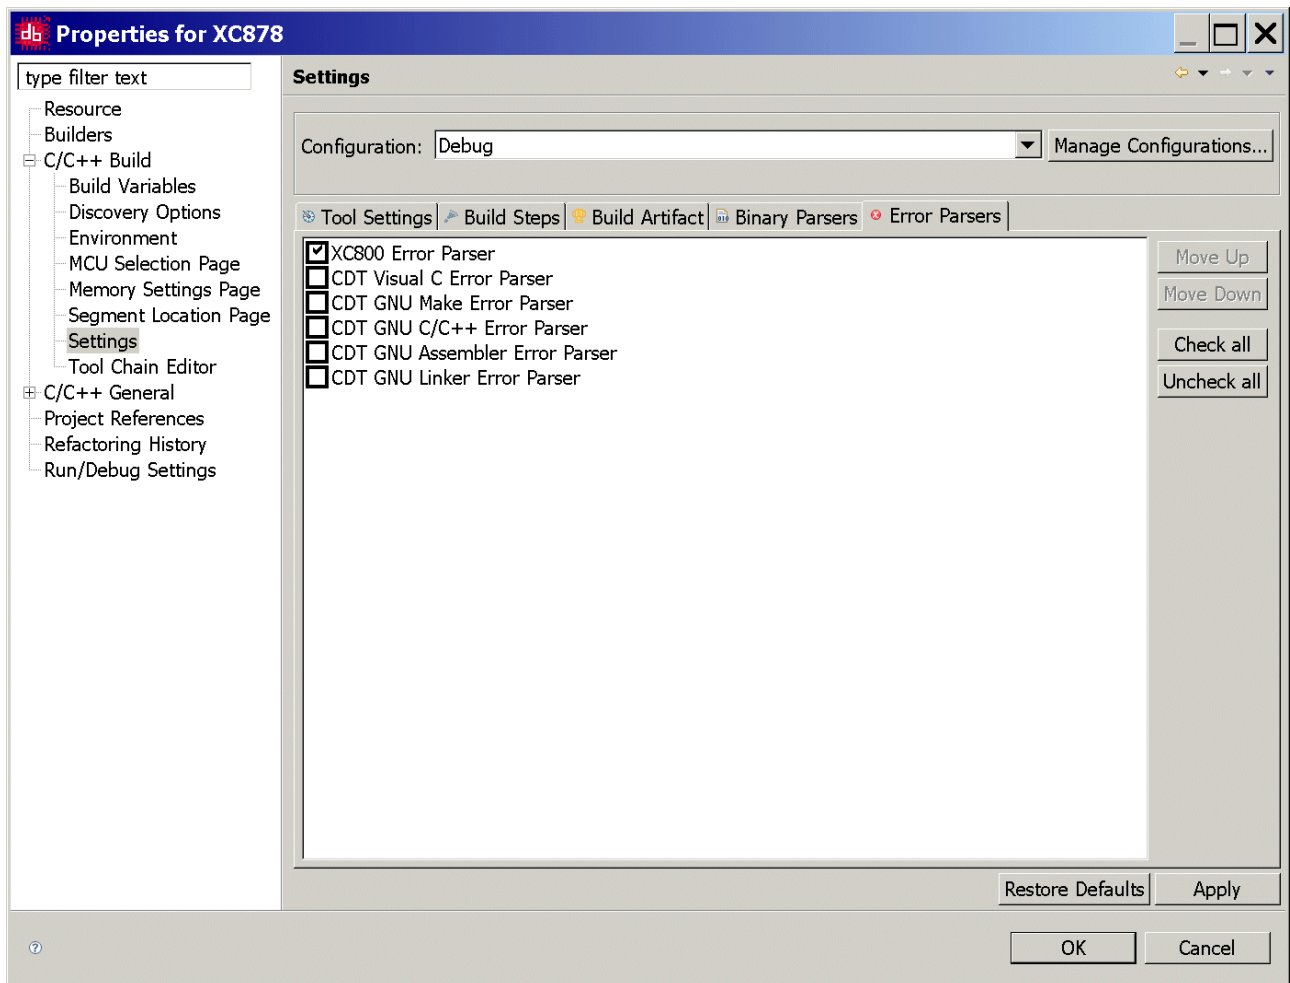 db Properties for XC878
type filter text
Resource
Builders
C/C++ Build
Build Variables
Discovery Options
Environment
MCU Selection Page
Memory Settings Page
Segment Location Page
Settings
Tool Chain Editor
C/C++ General
Project References
Refactoring History
Run/Debug Settings
Settings
Configuration: Debug Manage Configurations...
Tool Settings Build Steps Build Artifact Binary Parsers Error Parsers
XC800 Error Parser
CDT Visual C Error Parser
CDT GNU Make Error Parser
CDT GNU C/C++ Error Parser
CDT GNU Assembler Error Parser
CDT GNU Linker Error Parser
Move Up
Move Down
Check all
Uncheck all
Restore Defaults Apply
? OK Cancel